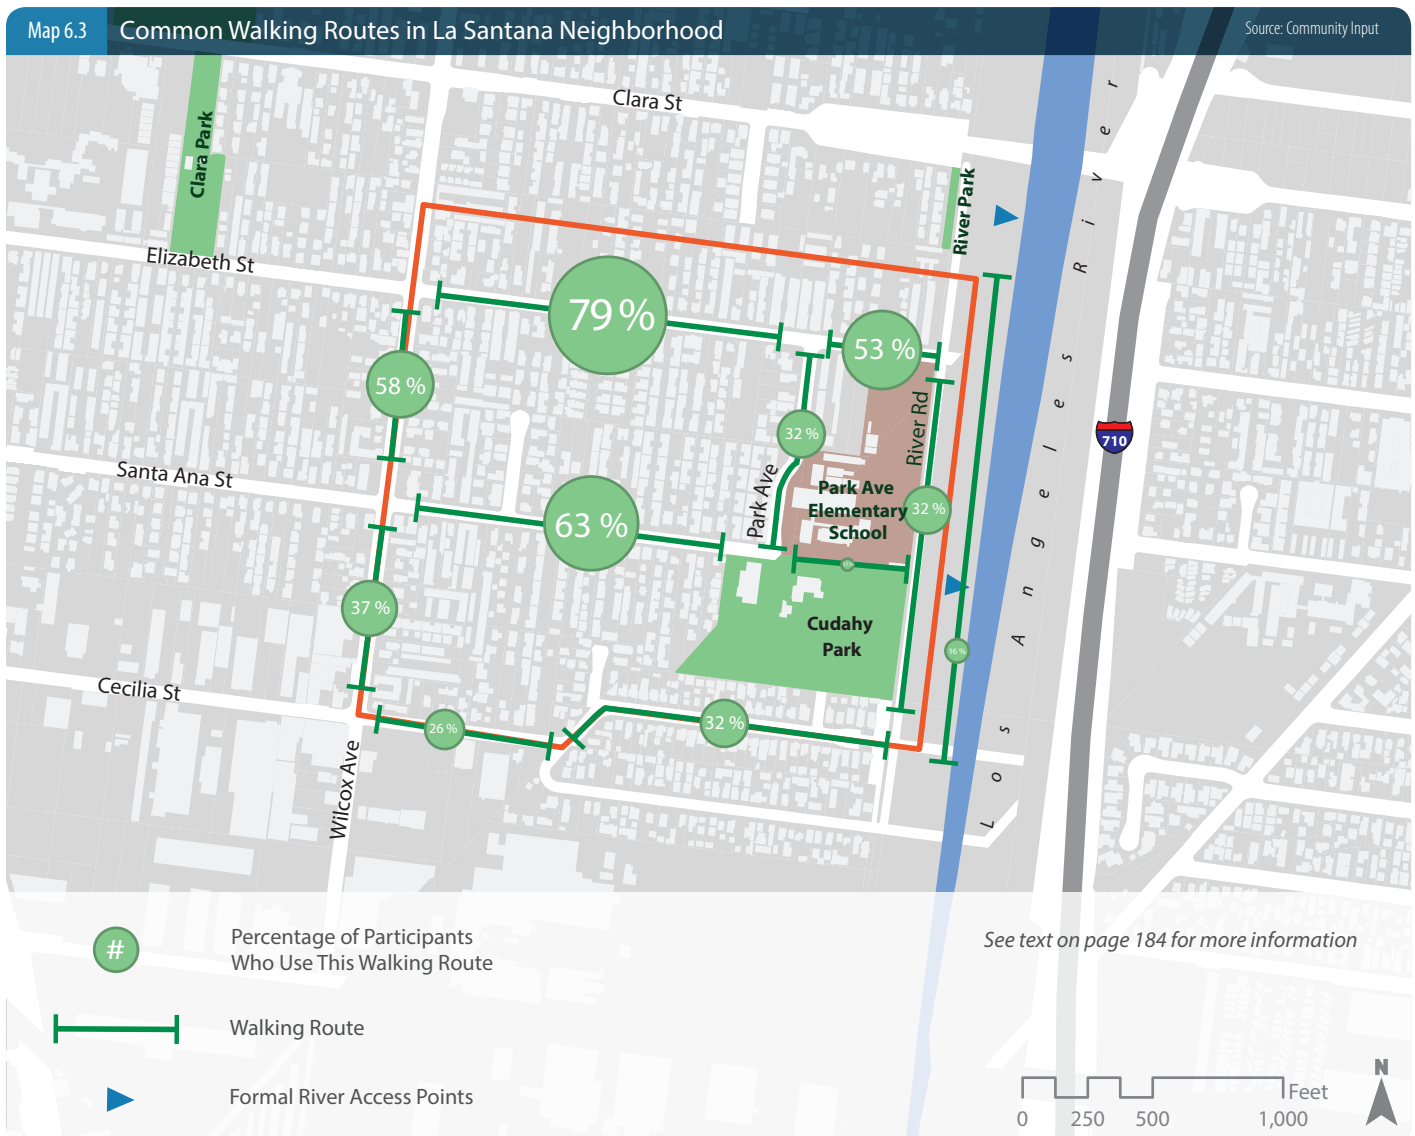 Map 6.3
Common Walking Routes in La Santana Neighborhood
Source: Community Input
Clara St
Clara Park
River Park
Elizabeth St
Los Angeles River
79 %
53 %
58 %
710
32 %
River Rd
Santa Ana St
Park Ave
Park Ave
Elementary
School
32 %
63 %
37 %
Cudahy
Park
16 %
Cecilia St
26 %
32 %
Wilcox Ave
#
Percentage of Participants
Who Use This Walking Route
See text on page 184 for more information
Walking Route
Formal River Access Points
N
Feet
0 250 500 1,000